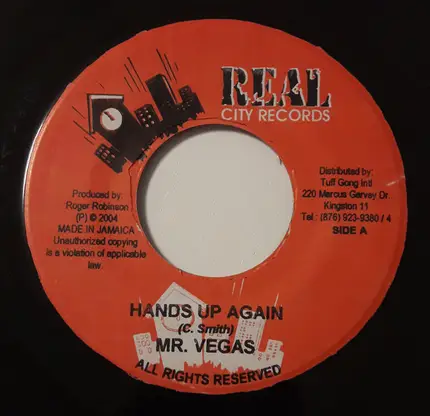 REAL
CITY RECORDS
Produced by:
Roger Robinson
(P) © 2004
MADE IN JAMAICA
Unauthorized copying
is a violation of applicable
law.
Distributed by:
Tuff Gong Intl
220 Marcus Garvey Dr.
Kingston 11
Tel : (876) 923-9380 / 4
SIDE A
HANDS UP AGAIN
(C. Smith)
MR. VEGAS
ALL RIGHTS RESERVED